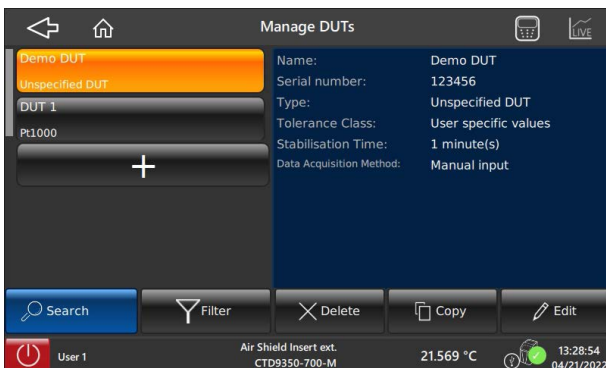 Manage DUTs
LIVE
Demo DUT
Unspecified DUT
DUT 1
Pt1000
+
Name: Demo DUT
Serial number: 123456
Type: Unspecified DUT
Tolerance Class: User specific values
Stabilisation Time: 1 minute(s)
Data Acquisition Method: Manual input
Search
Filter
Delete
Copy
Edit
User 1
Air Shield Insert ext.
CTD9350-700-M
21.569 °C
13:28:54
04/21/2022